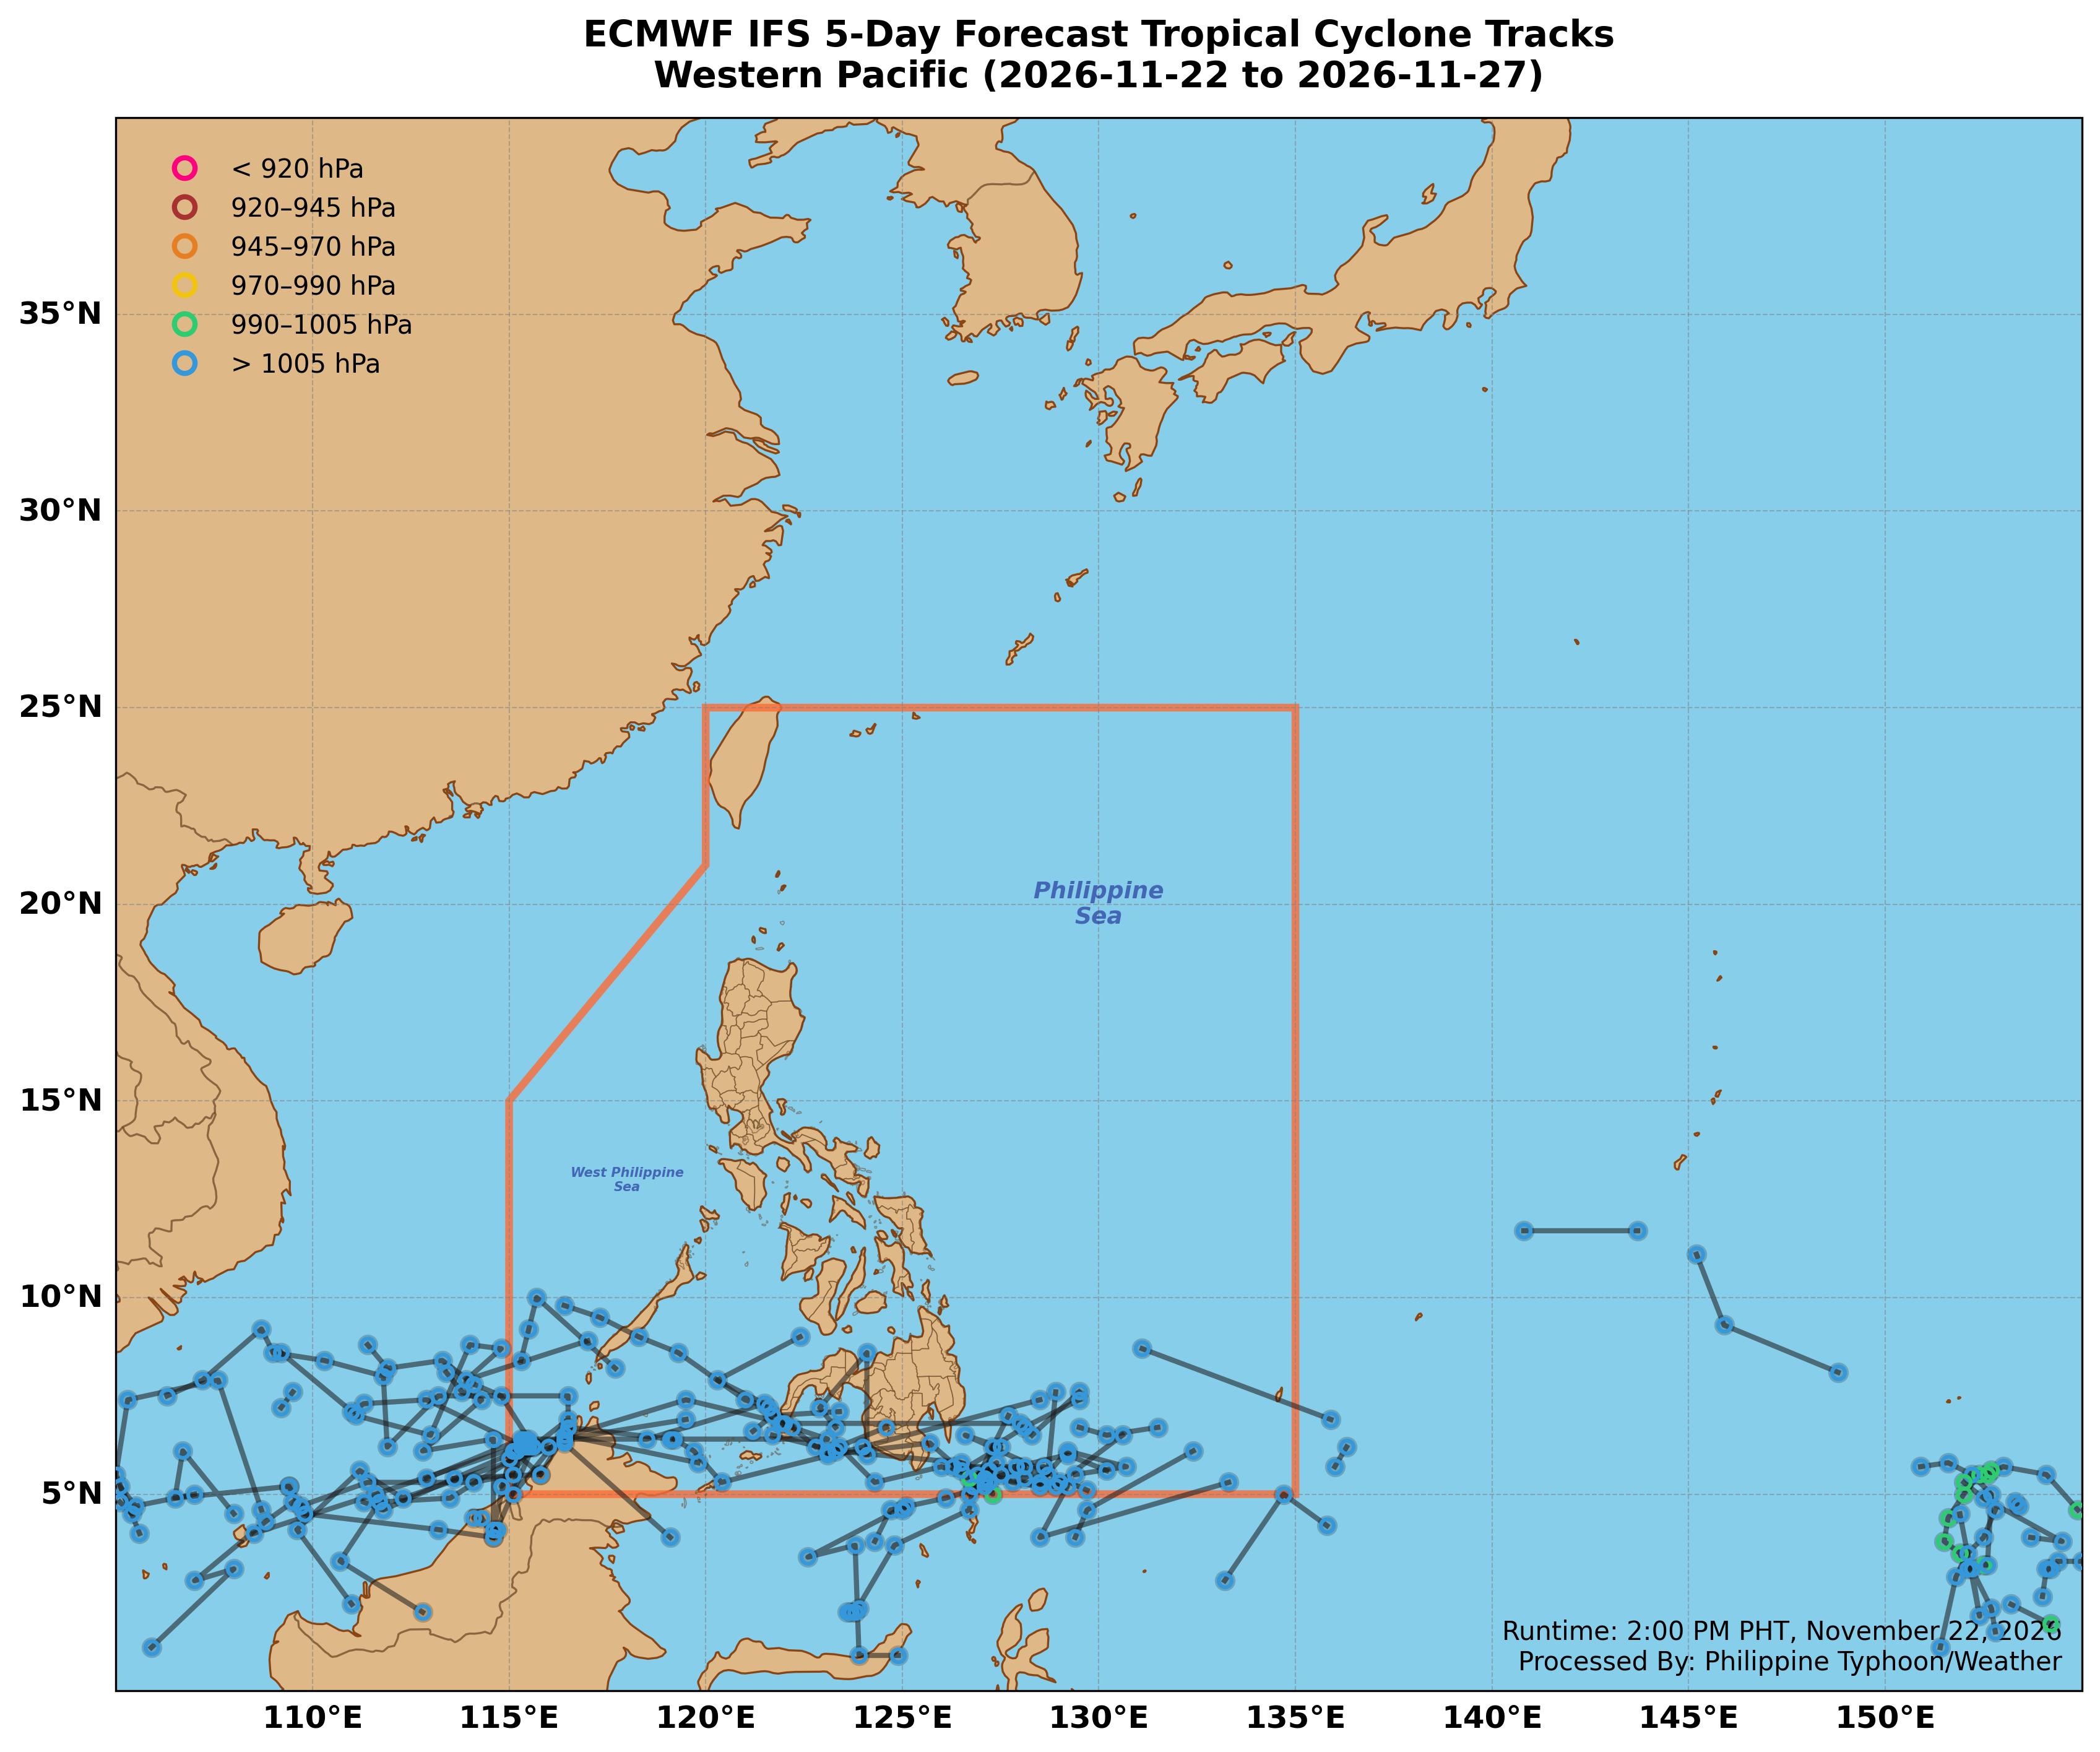 ECMWF IFS 5-Day Forecast Tropical Cyclone Tracks
Western Pacific (2026-11-22 to 2026-11-27)
< 920 hPa
920–945 hPa
945–970 hPa
970–990 hPa
990–1005 hPa
> 1005 hPa
35°N
30°N
25°N
20°N
15°N
10°N
5°N
Philippine
Sea
West Philippine
Sea
Runtime: 2:00 PM PHT, November 22, 2026
Processed By: Philippine Typhoon/Weather
110°E
115°E
120°E
125°E
130°E
135°E
140°E
145°E
150°E